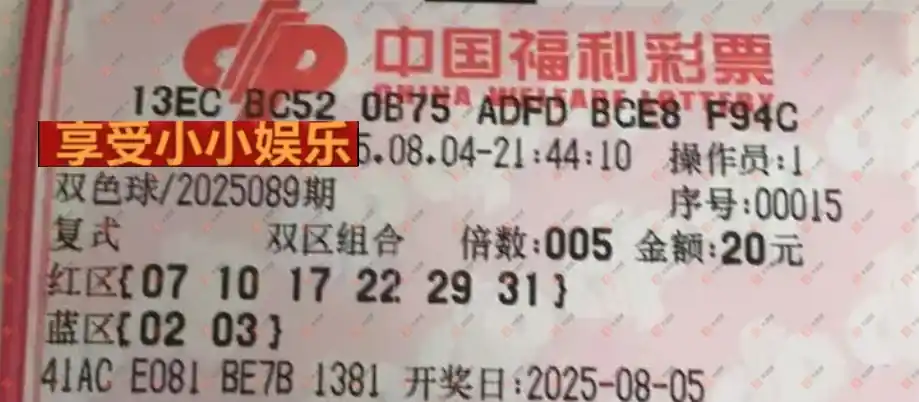 中国福利彩票
CHINA WELFARE LOTTERY
13EC BC52 0B75 ADFD BCE8 F94C
享受小小娱乐 5.08.04-21:44:10 操作员:1
双色球/2025089期 序号:00015
复式 双区组合 倍数:005 金额:20元
红区{07 10 17 22 29 31}
蓝区{02 03}
41AC E081 BE7B 1381 开奖日:2025-08-05